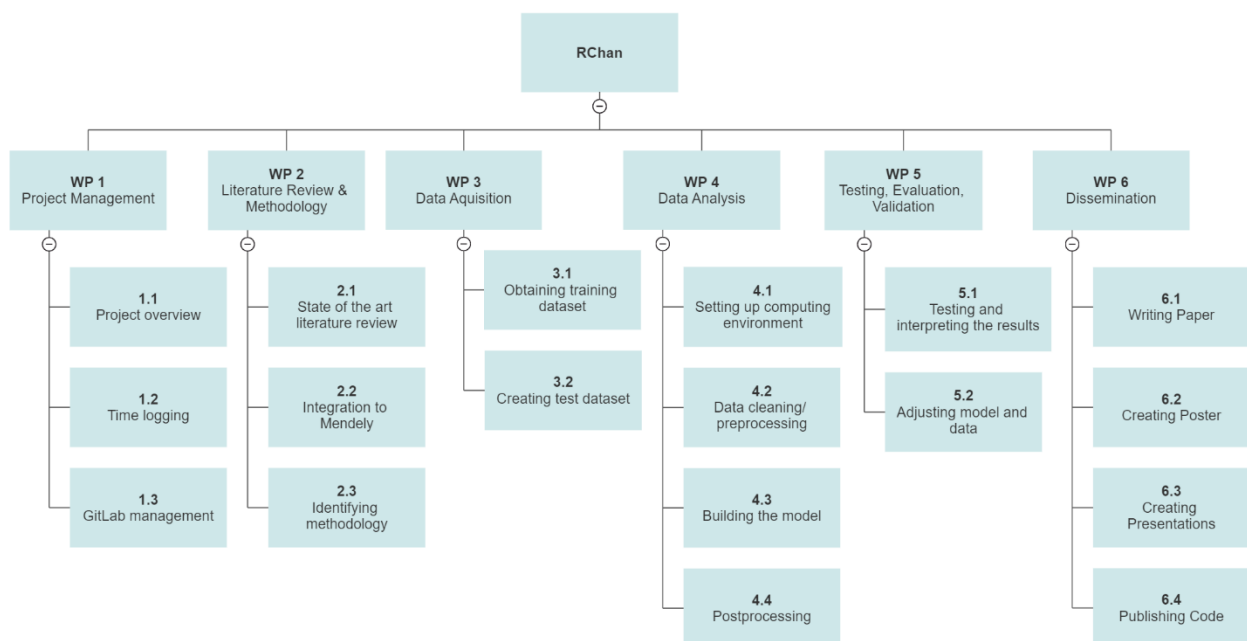 RChan
WP 1
Project Management
WP 2
Literature Review &
Methodology
WP 3
Data Aquisition
WP 4
Data Analysis
WP 5
Testing, Evaluation,
Validation
WP 6
Dissemination
1.1
Project overview
1.2
Time logging
1.3
GitLab management
2.1
State of the art
literature review
2.2
Integration to
Mendely
2.3
Identifying
methodology
3.1
Obtaining training
dataset
3.2
Creating test dataset
4.1
Setting up computing
environment
4.2
Data cleaning/
preprocessing
4.3
Building the model
4.4
Postprocessing
5.1
Testing and
interpreting the results
5.2
Adjusting model and
data
6.1
Writing Paper
6.2
Creating Poster
6.3
Creating
Presentations
6.4
Publishing Code